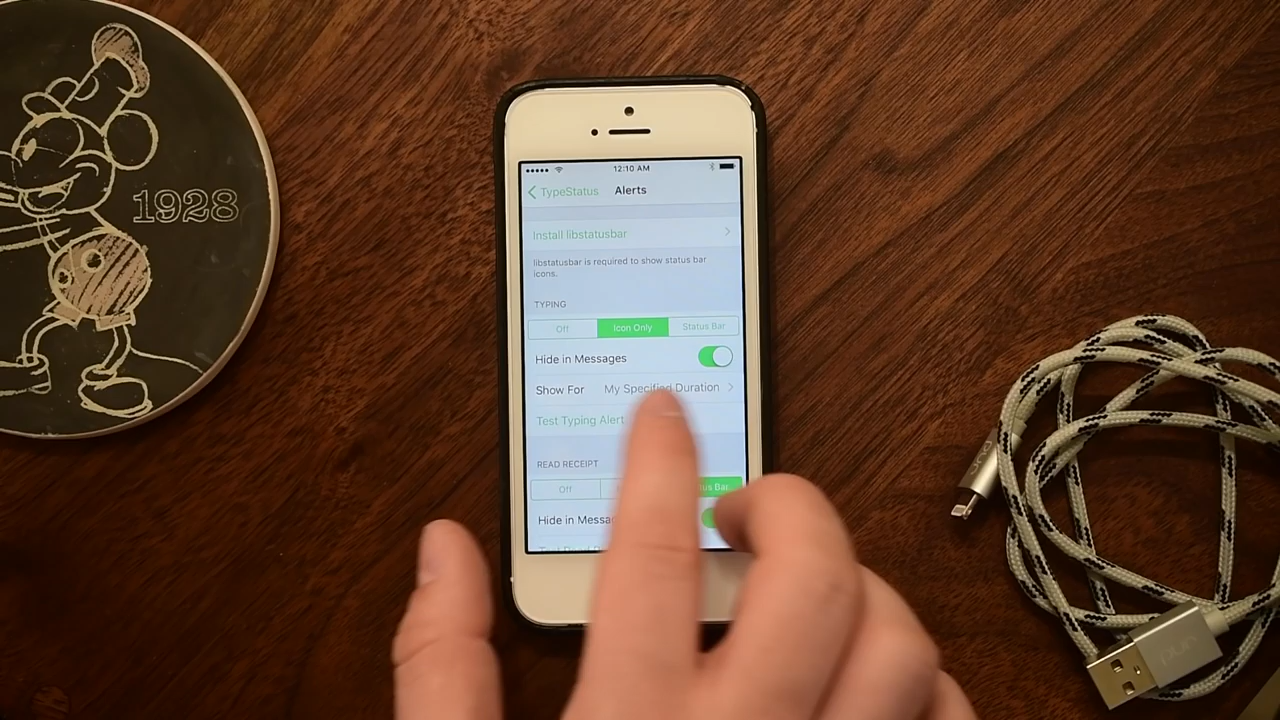 1928
12:10 AM
TypeStatus
Alerts
Install libstatusbar
libstatusbar is required to show status bar
icons.
TYPING
Off
Icon Only
Status Bar
Hide in Messages
Show For
My Specified Duration
Test Typing Alert
READ RECEIPT
Off
tus Bar
Hide in Messa